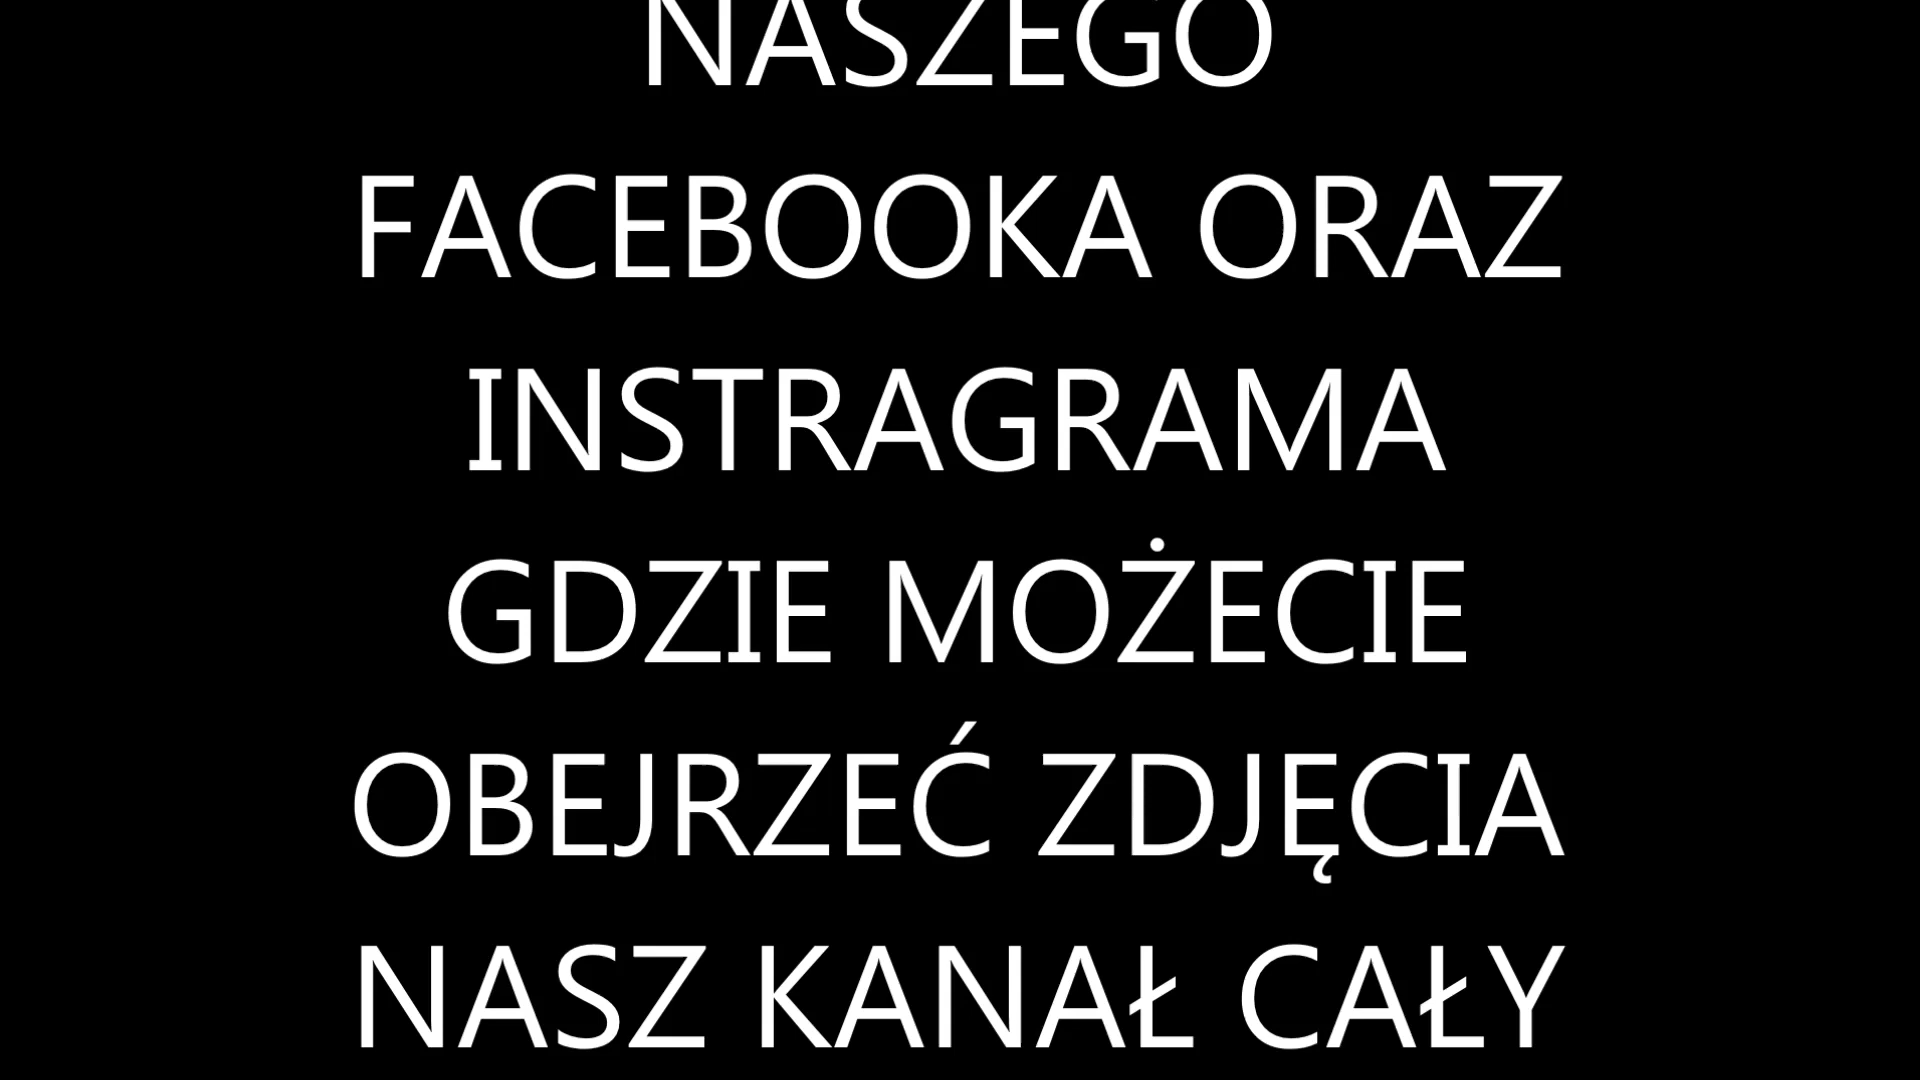 NASZEGO
FACEBOOKA ORAZ
INSTRAGRAMA
GDZIE MOŻECIE
OBEJRZEĆ ZDJĘCIA
NASZ KANAŁ CAŁY